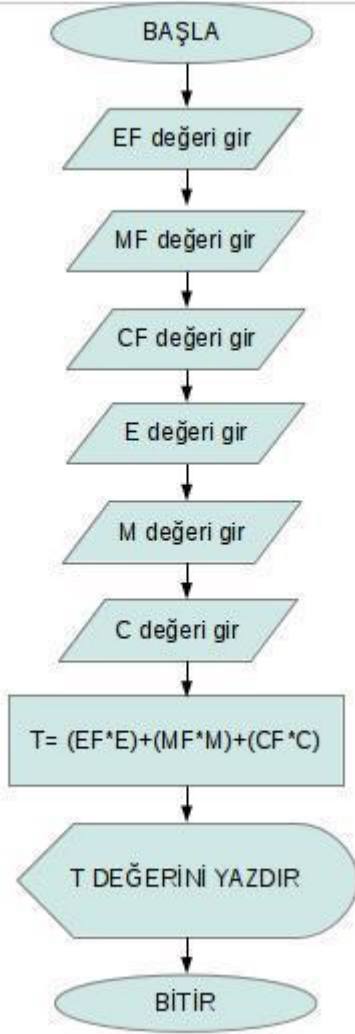 BAŞLA
EF değeri gir
MF değeri gir
CF değeri gir
E değeri gir
M değeri gir
C değeri gir
T= (EF*E)+(MF*M)+(CF*C)
T DEĞERİNİ YAZDIR
BİTİR